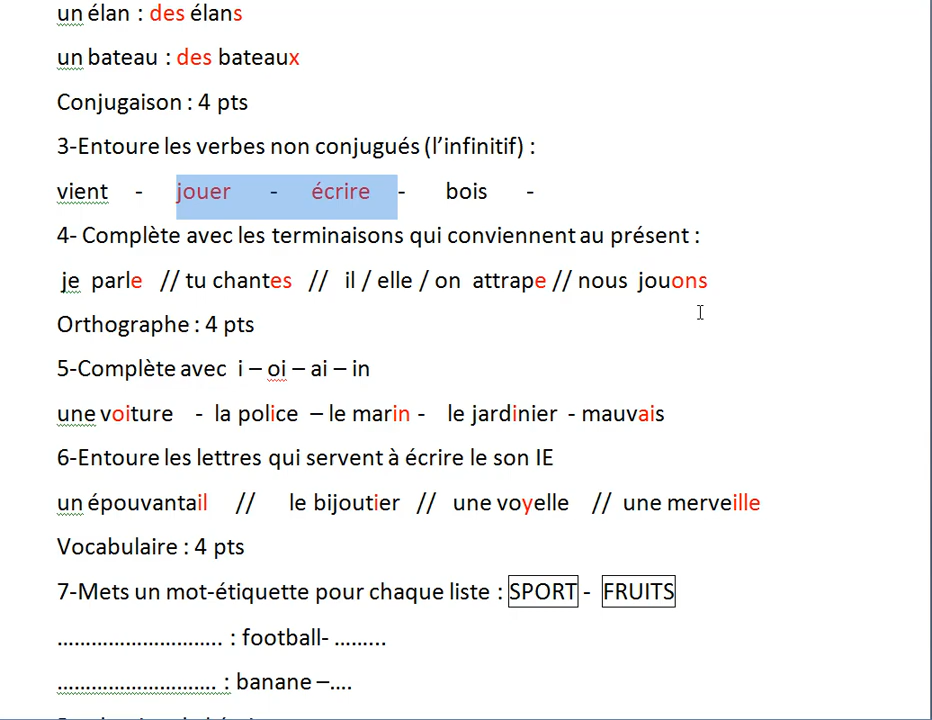 un élan : des élans
un bateau : des bateaux
Conjugaison : 4 pts
3-Entoure les verbes non conjugués (l'infinitif) :
vient - jouer - écrire - bois -
4- Complète avec les terminaisons qui conviennent au présent :
je parle // tu chantes // il / elle / on attrape // nous jouons
Orthographe : 4 pts
5-Complète avec i – oi – ai – in
une voiture - la police – le marin - le jardinier - mauvais
6-Entoure les lettres qui servent à écrire le son IE
un épouvantail // le bijoutier // une voyelle // une merveille
Vocabulaire : 4 pts
7-Mets un mot-étiquette pour chaque liste : SPORT - FRUITS
............................. : football- .........
............................ : banane –....